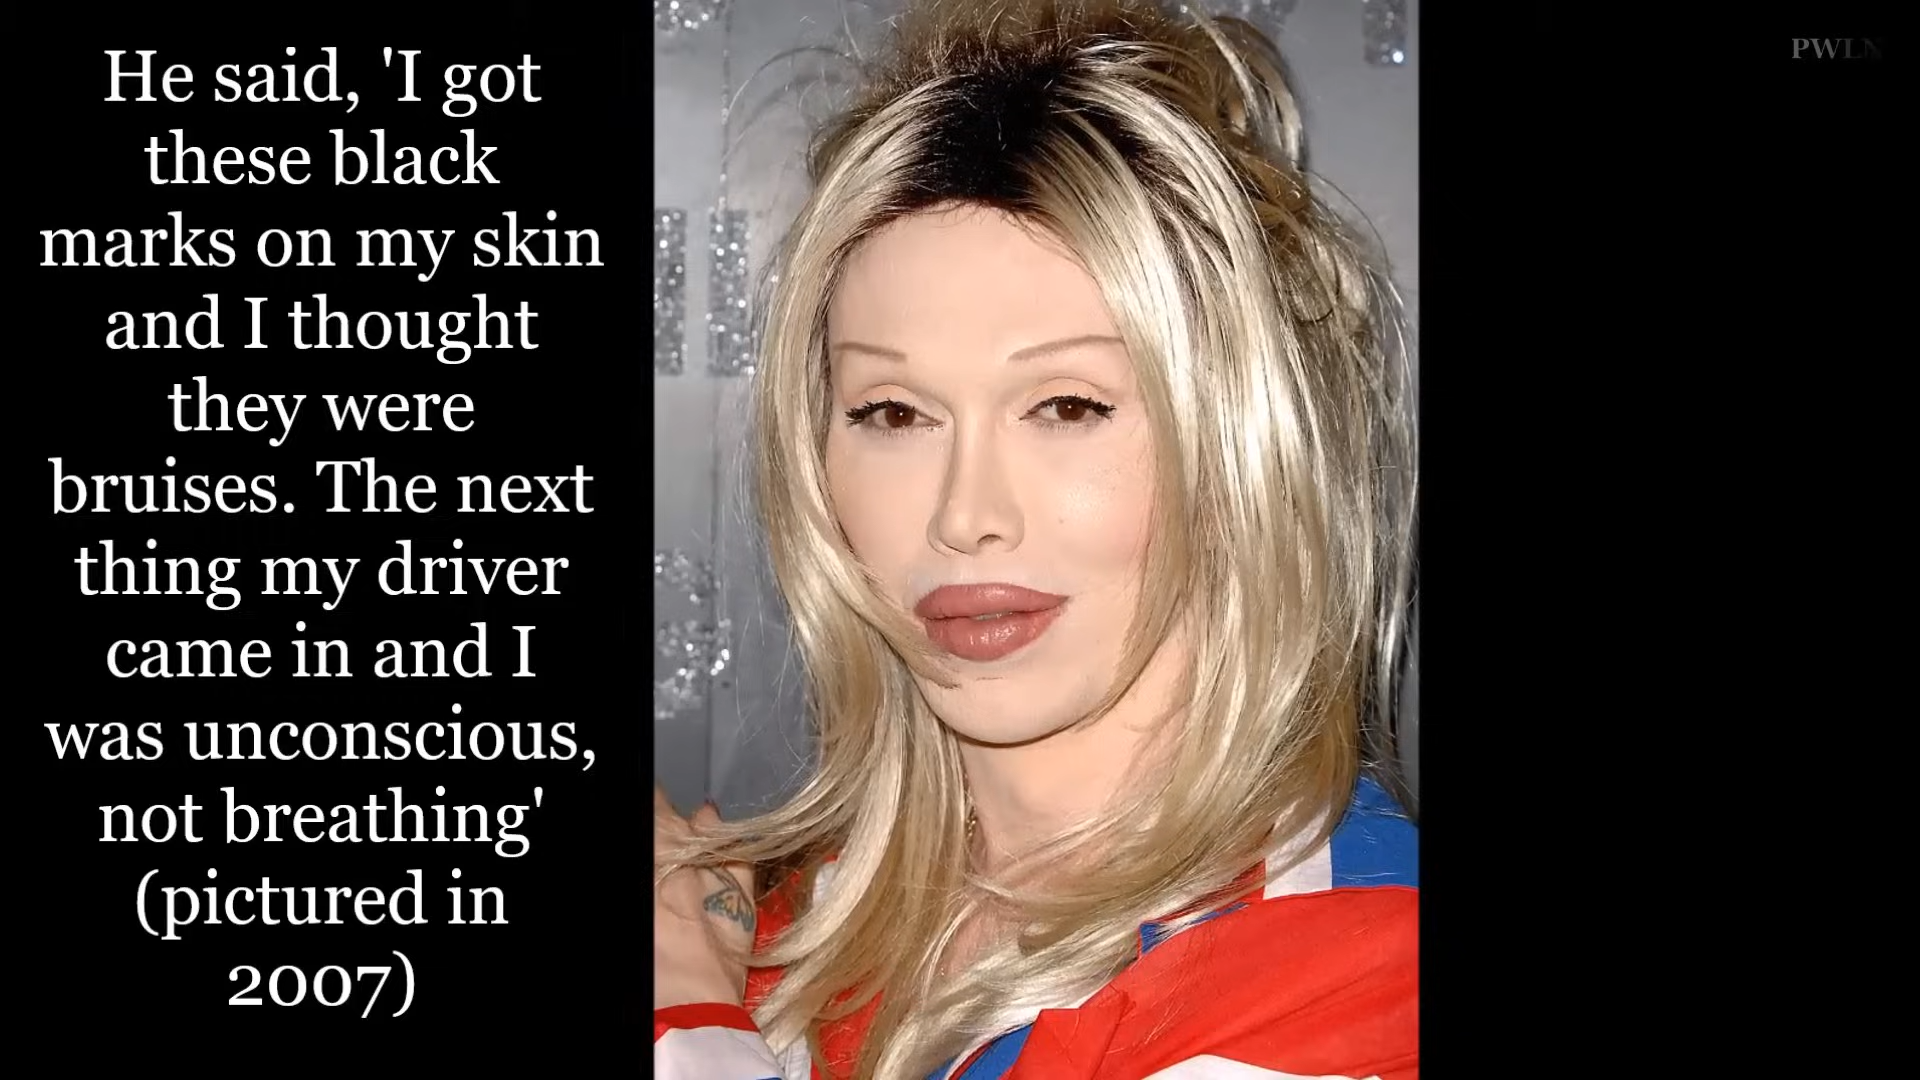 He said, 'I got
these black
marks on my skin
and I thought
they were
bruises. The next
thing my driver
came in and I
was unconscious,
not breathing'
(pictured in
2007)
PWLN